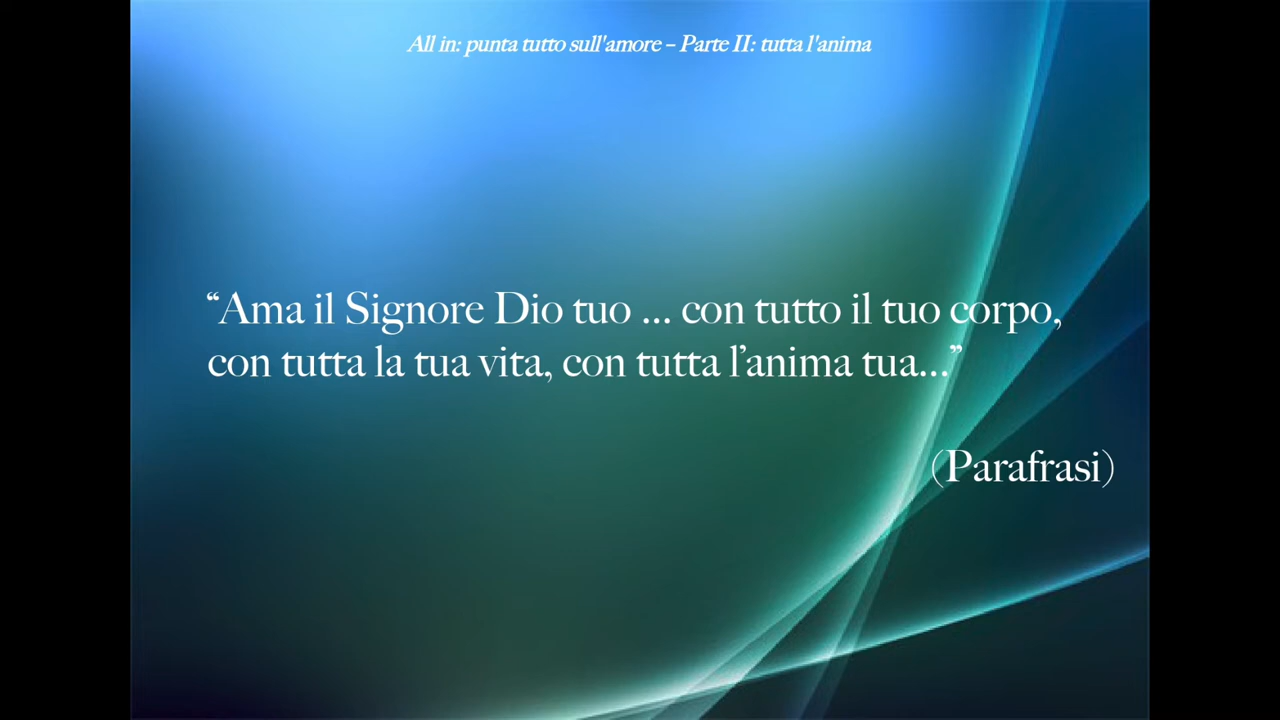 All in: punta tutto sull'amore – Parte II: tutta l'anima
“Ama il Signore Dio tuo ... con tutto il tuo corpo,
con tutta la tua vita, con tutta l’anima tua...”
(Parafrasi)